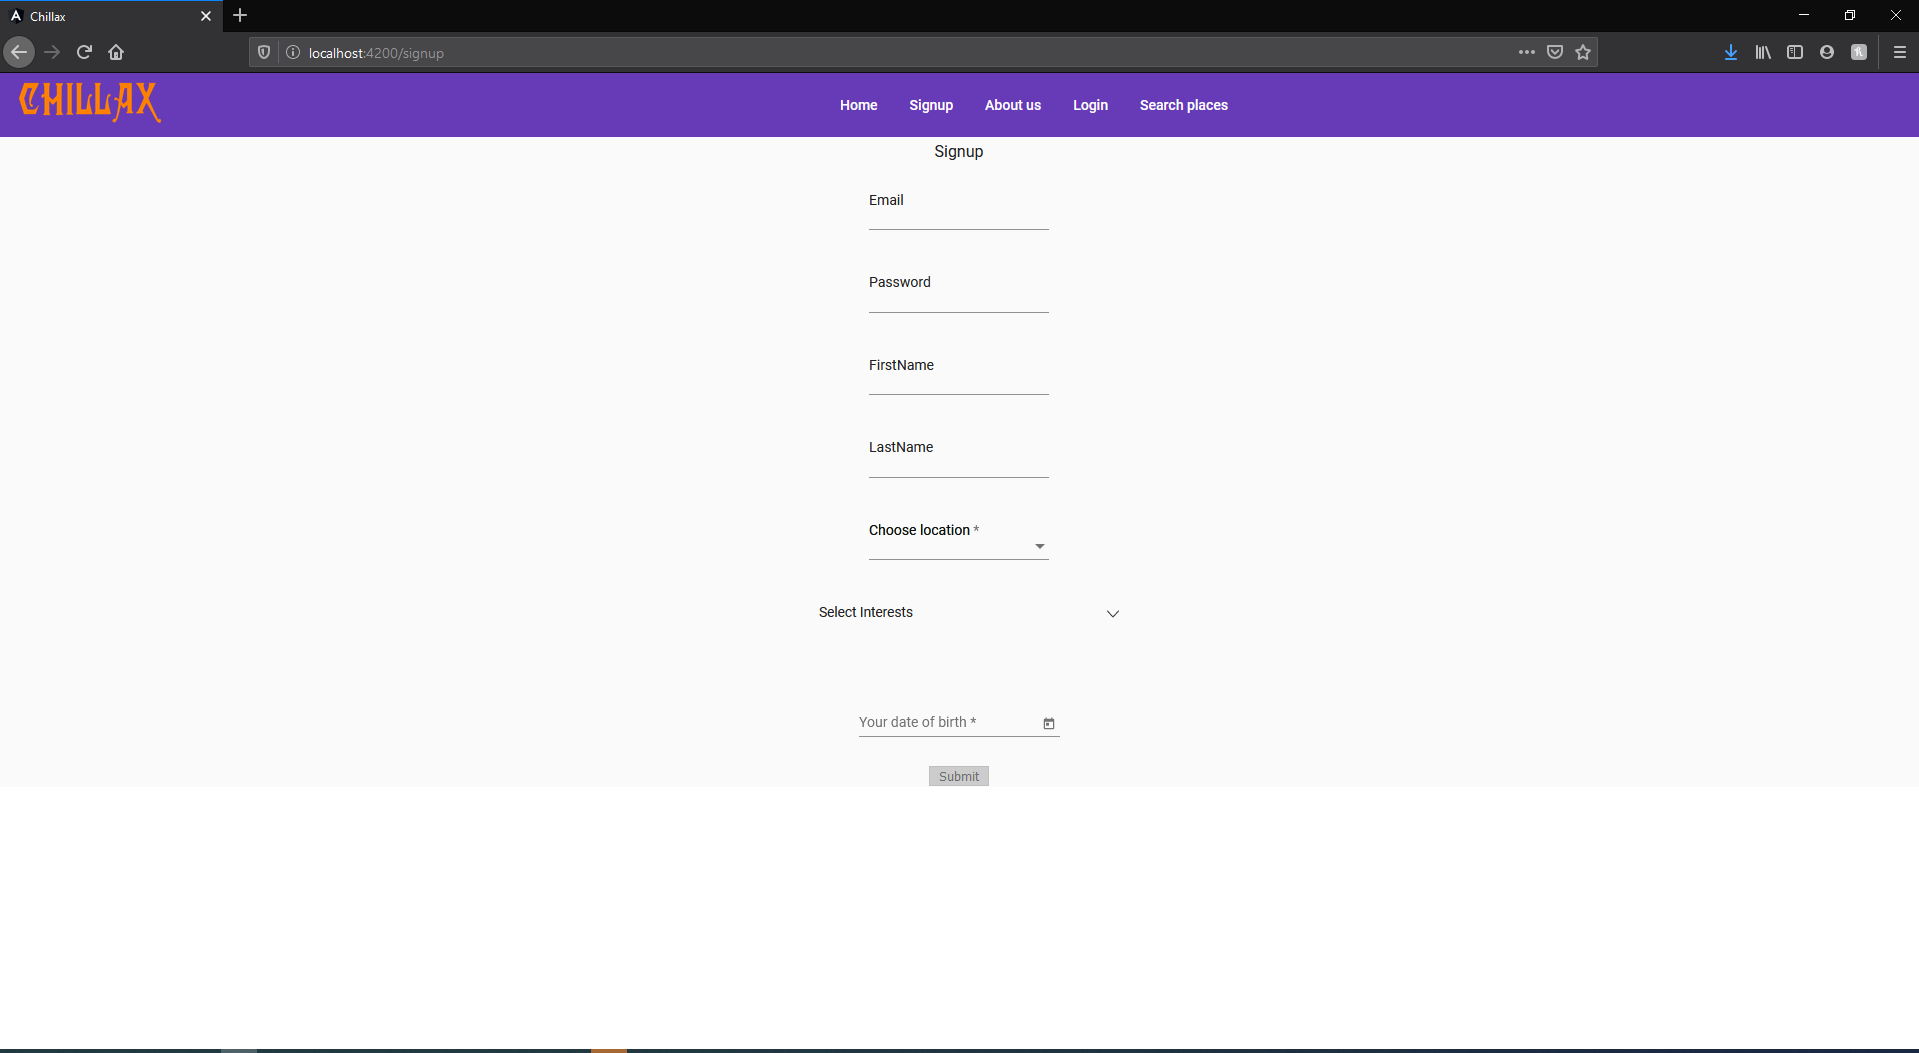 Chillax
localhost:4200/signup
CHILLAX
Home Signup About us Login Search places
Signup
Email
Password
FirstName
LastName
Choose location *
Select Interests
Your date of birth *
Submit